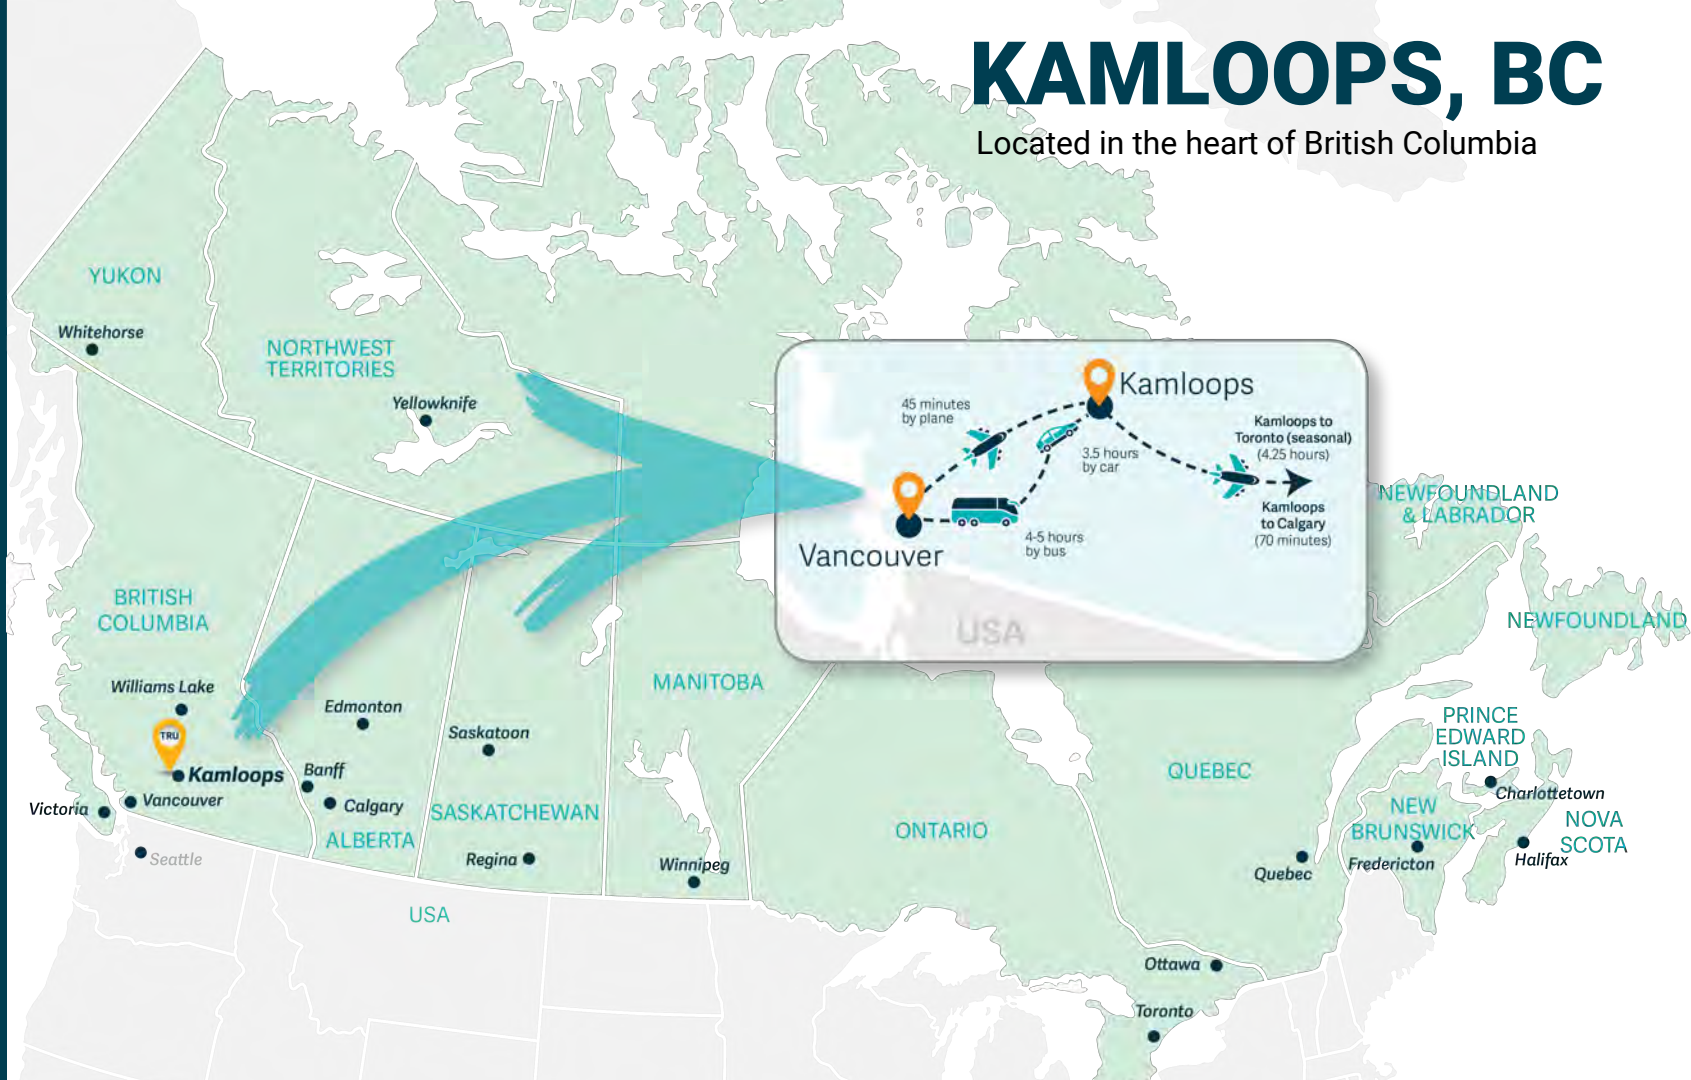 KAMLOOPS, BC
Located in the heart of British Columbia
YUKON
Whitehorse
NORTHWEST
TERRITORIES
Yellowknife
Kamloops
45 minutes
by plane
3.5 hours
by car
Kamloops to
Toronto (seasonal)
(4.25 hours)
Kamloops
to Calgary
(70 minutes)
4-5 hours
by bus
Vancouver
USA
NEWFOUNDLAND
& LABRADOR
NEWFOUNDLAND
BRITISH
COLUMBIA
Williams Lake
TRU
Kamloops
Vancouver
Victoria
Seattle
Edmonton
Banff
Calgary
ALBERTA
Saskatoon
SASKATCHEWAN
Regina
MANITOBA
Winnipeg
USA
ONTARIO
QUEBEC
Quebec
Ottawa
Toronto
PRINCE
EDWARD
ISLAND
Charlottetown
NEW
BRUNSWICK
Fredericton
NOVA
SCOTA
Halifax